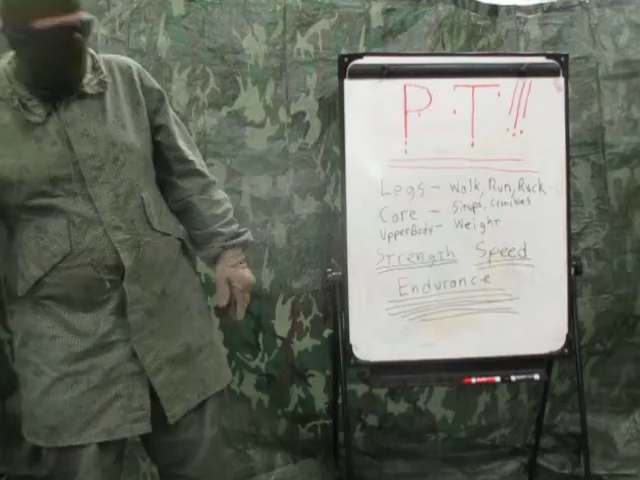 P.T!!!
Legs - Walk, Run, Ruck
Core - Situps, Crunches
UpperBody - Weight
Strength Speed
Endurance